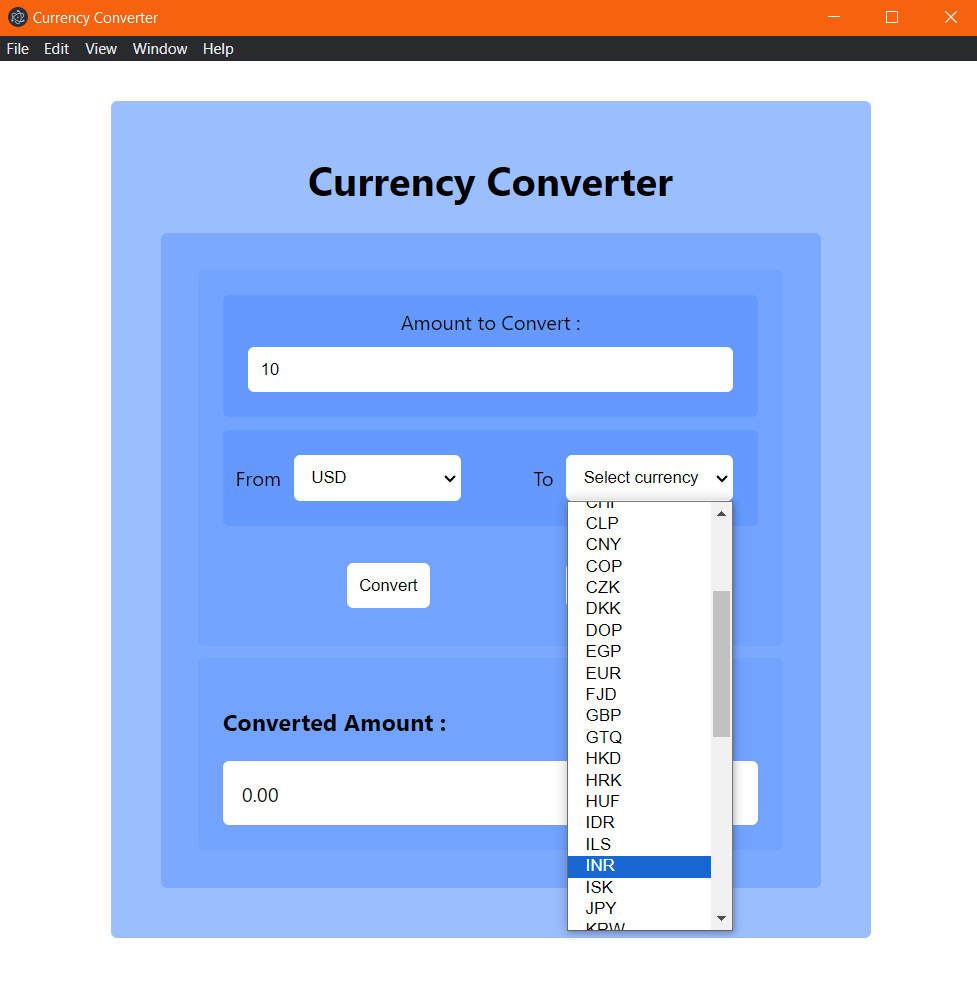 Currency Converter
File Edit View Window Help
Currency Converter
Amount to Convert :
10
From USD To Select currency
CLP
CNY
COP
CZK
DKK
DOP
EGP
EUR
FJD
GBP
GTQ
HKD
HRK
HUF
IDR
ILS
INR
ISK
JPY
KRW
Convert
Converted Amount :
0.00